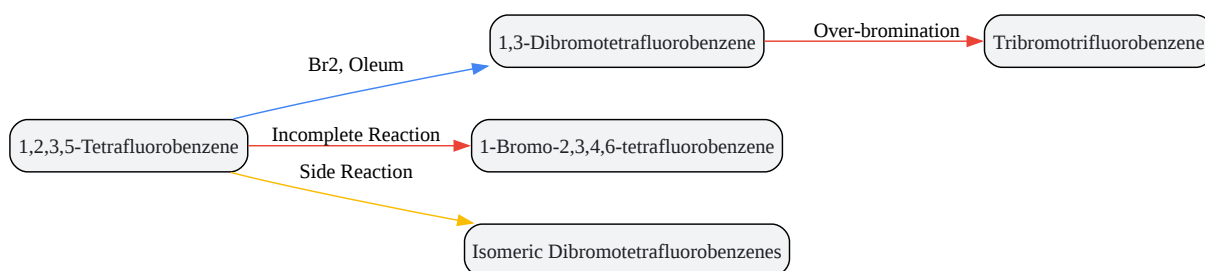 1,3-Dibromotetrafluorobenzene
Over-bromination
Tribromotrifluorobenzene
Br2, Oleum
1,2,3,5-Tetrafluorobenzene
Incomplete Reaction
1-Bromo-2,3,4,6-tetrafluorobenzene
Side Reaction
Isomeric Dibromotetrafluorobenzenes